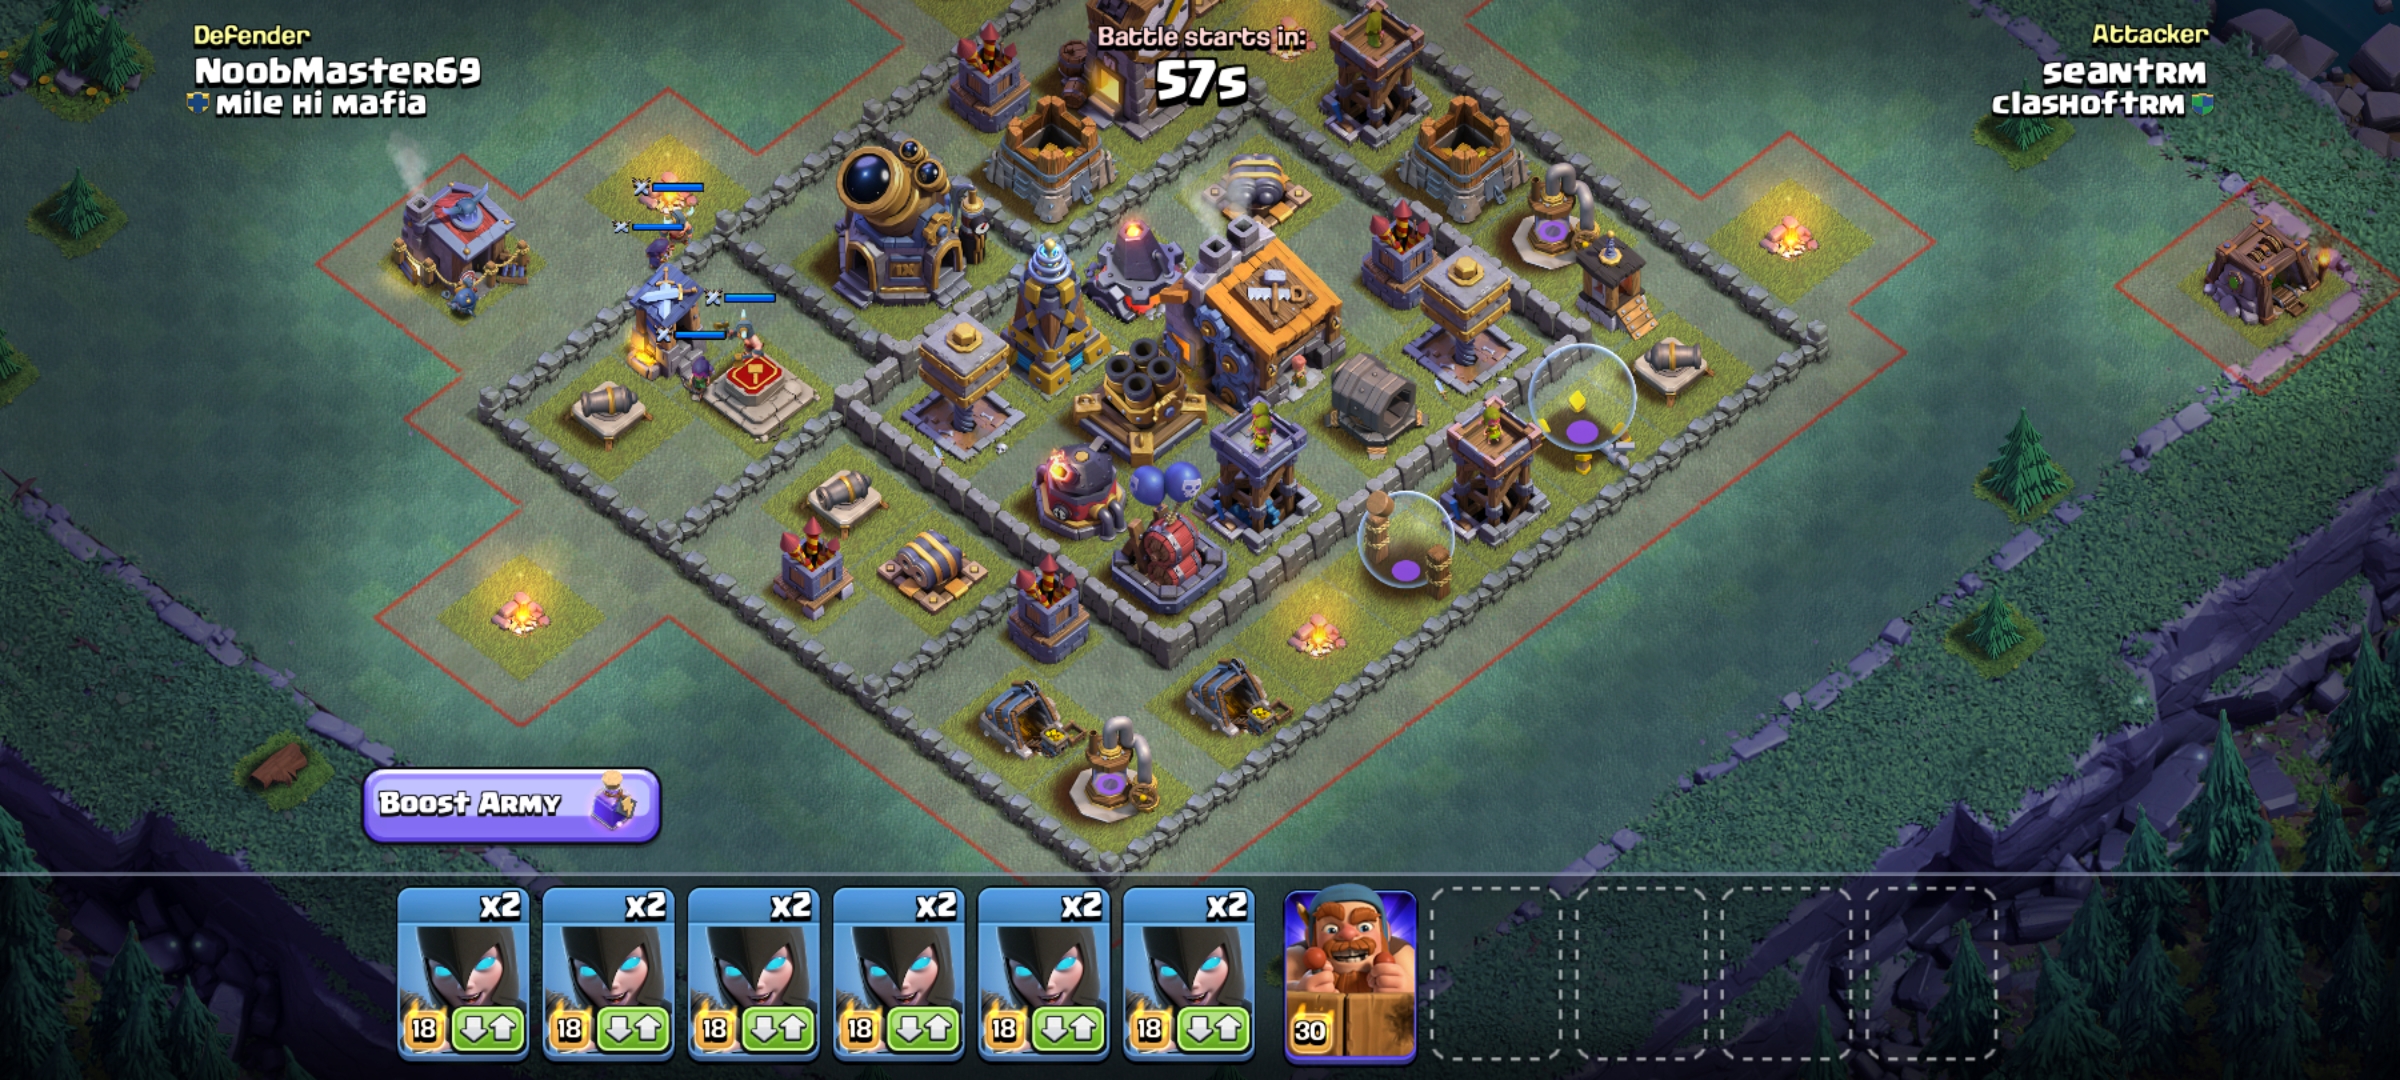 Defender
NoobMaster69
Mile Hi Mafia
Battle starts in:
57s
Attacker
seantRM
clashoftRM
Boost Army
x2
x2
x2
x2
x2
x2
18
18
18
18
18
18
30